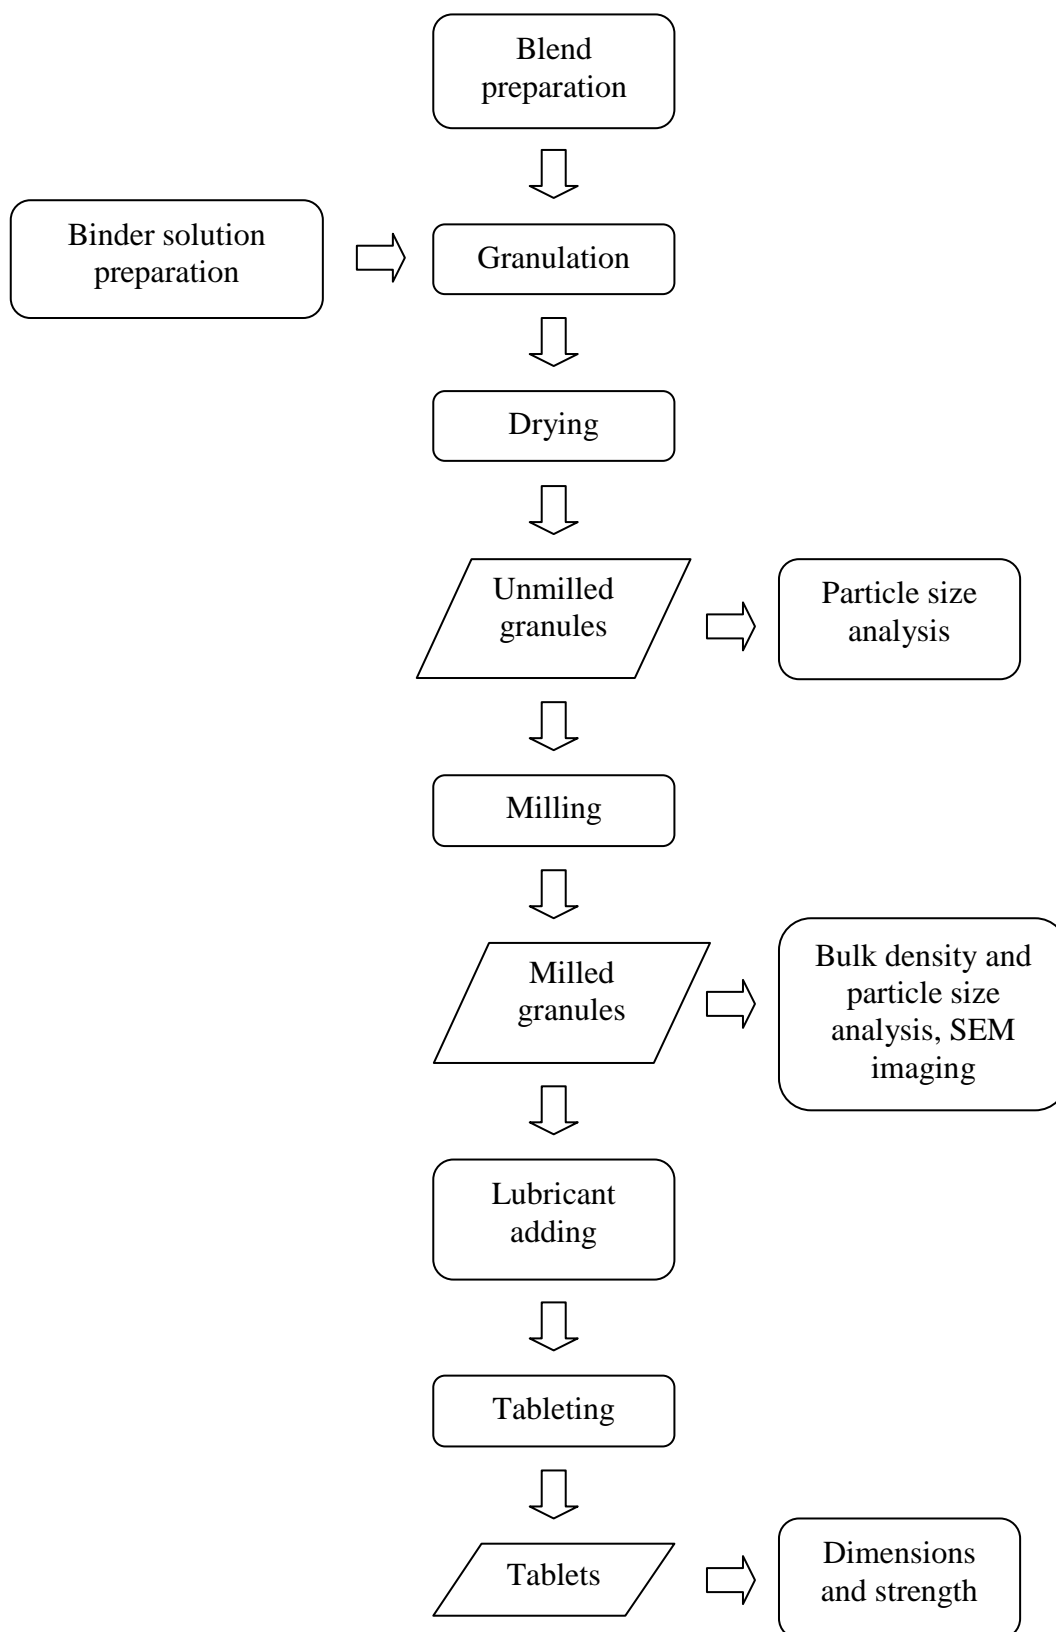 Blend
preparation
Binder solution
preparation
Granulation
Drying
Unmilled
granules
Particle size
analysis
Milling
Milled
granules
Bulk density and
particle size
analysis, SEM
imaging
Lubricant
adding
Tableting
Tablets
Dimensions
and strength